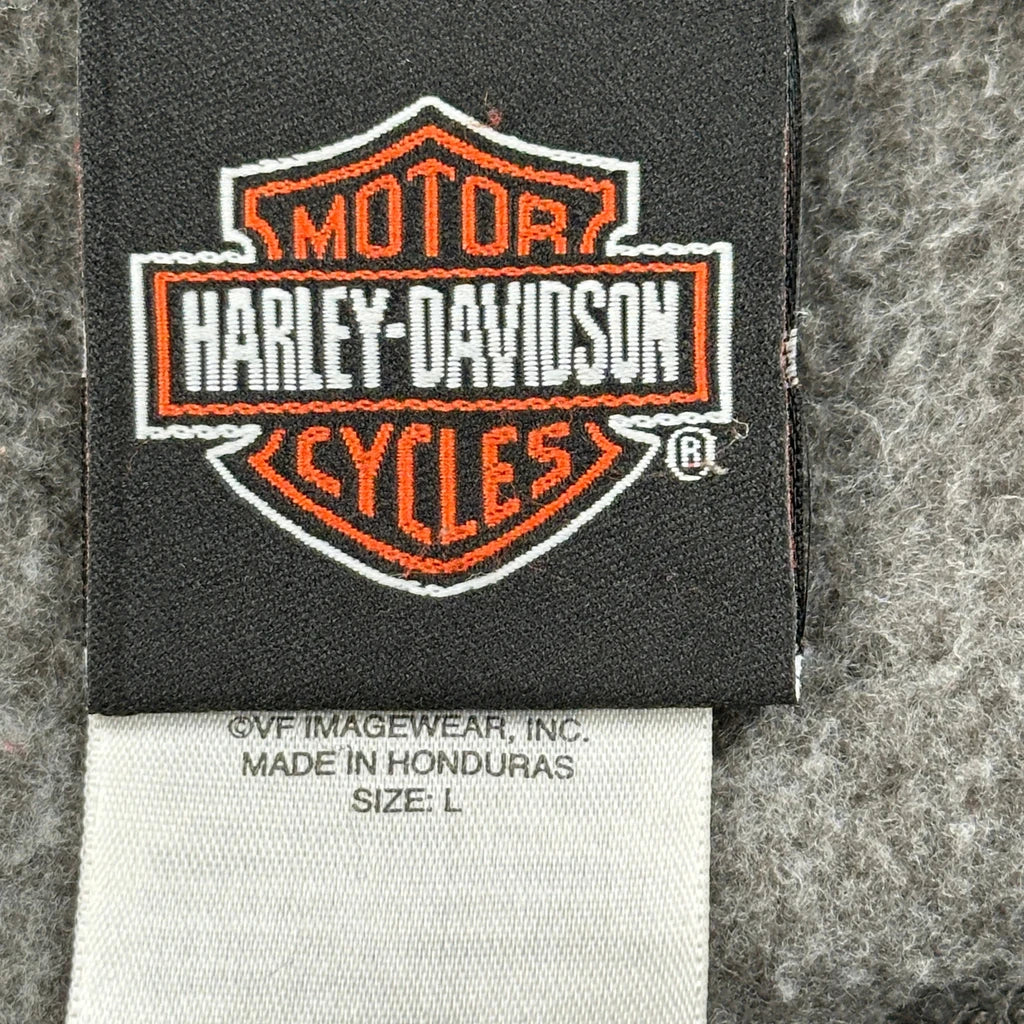 MOTOR
HARLEY-DAVIDSON
CYCLES
®
©VF IMAGEWEAR, INC.
MADE IN HONDURAS
SIZE: L